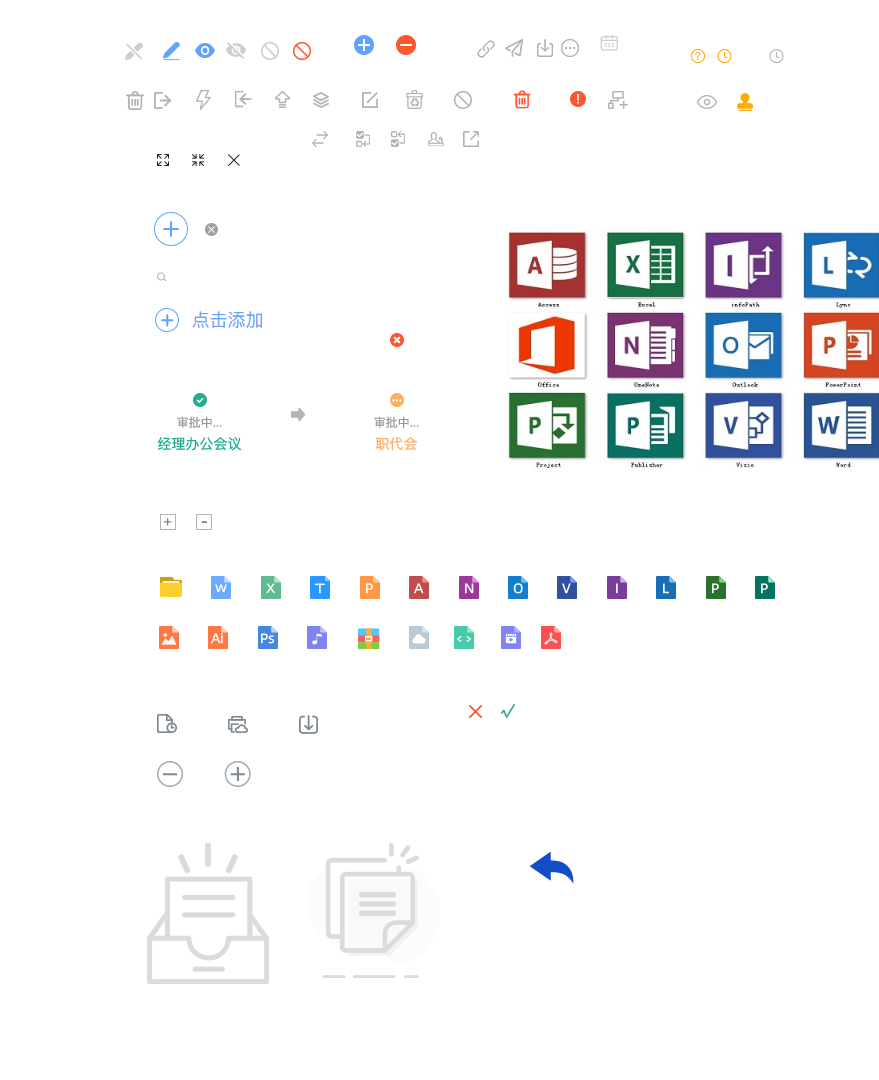 A
X
I
L
Access
Excel
infoPath
Lync
点击添加
N
O
P
Office
OneNote
Outlook
PowerPoint
审批中...
审批中...
经理办公会议
职代会
P
P
V
W
Project
Publisher
Visio
Word
W
X
T
P
A
N
O
V
I
L
P
P
Ai
Ps